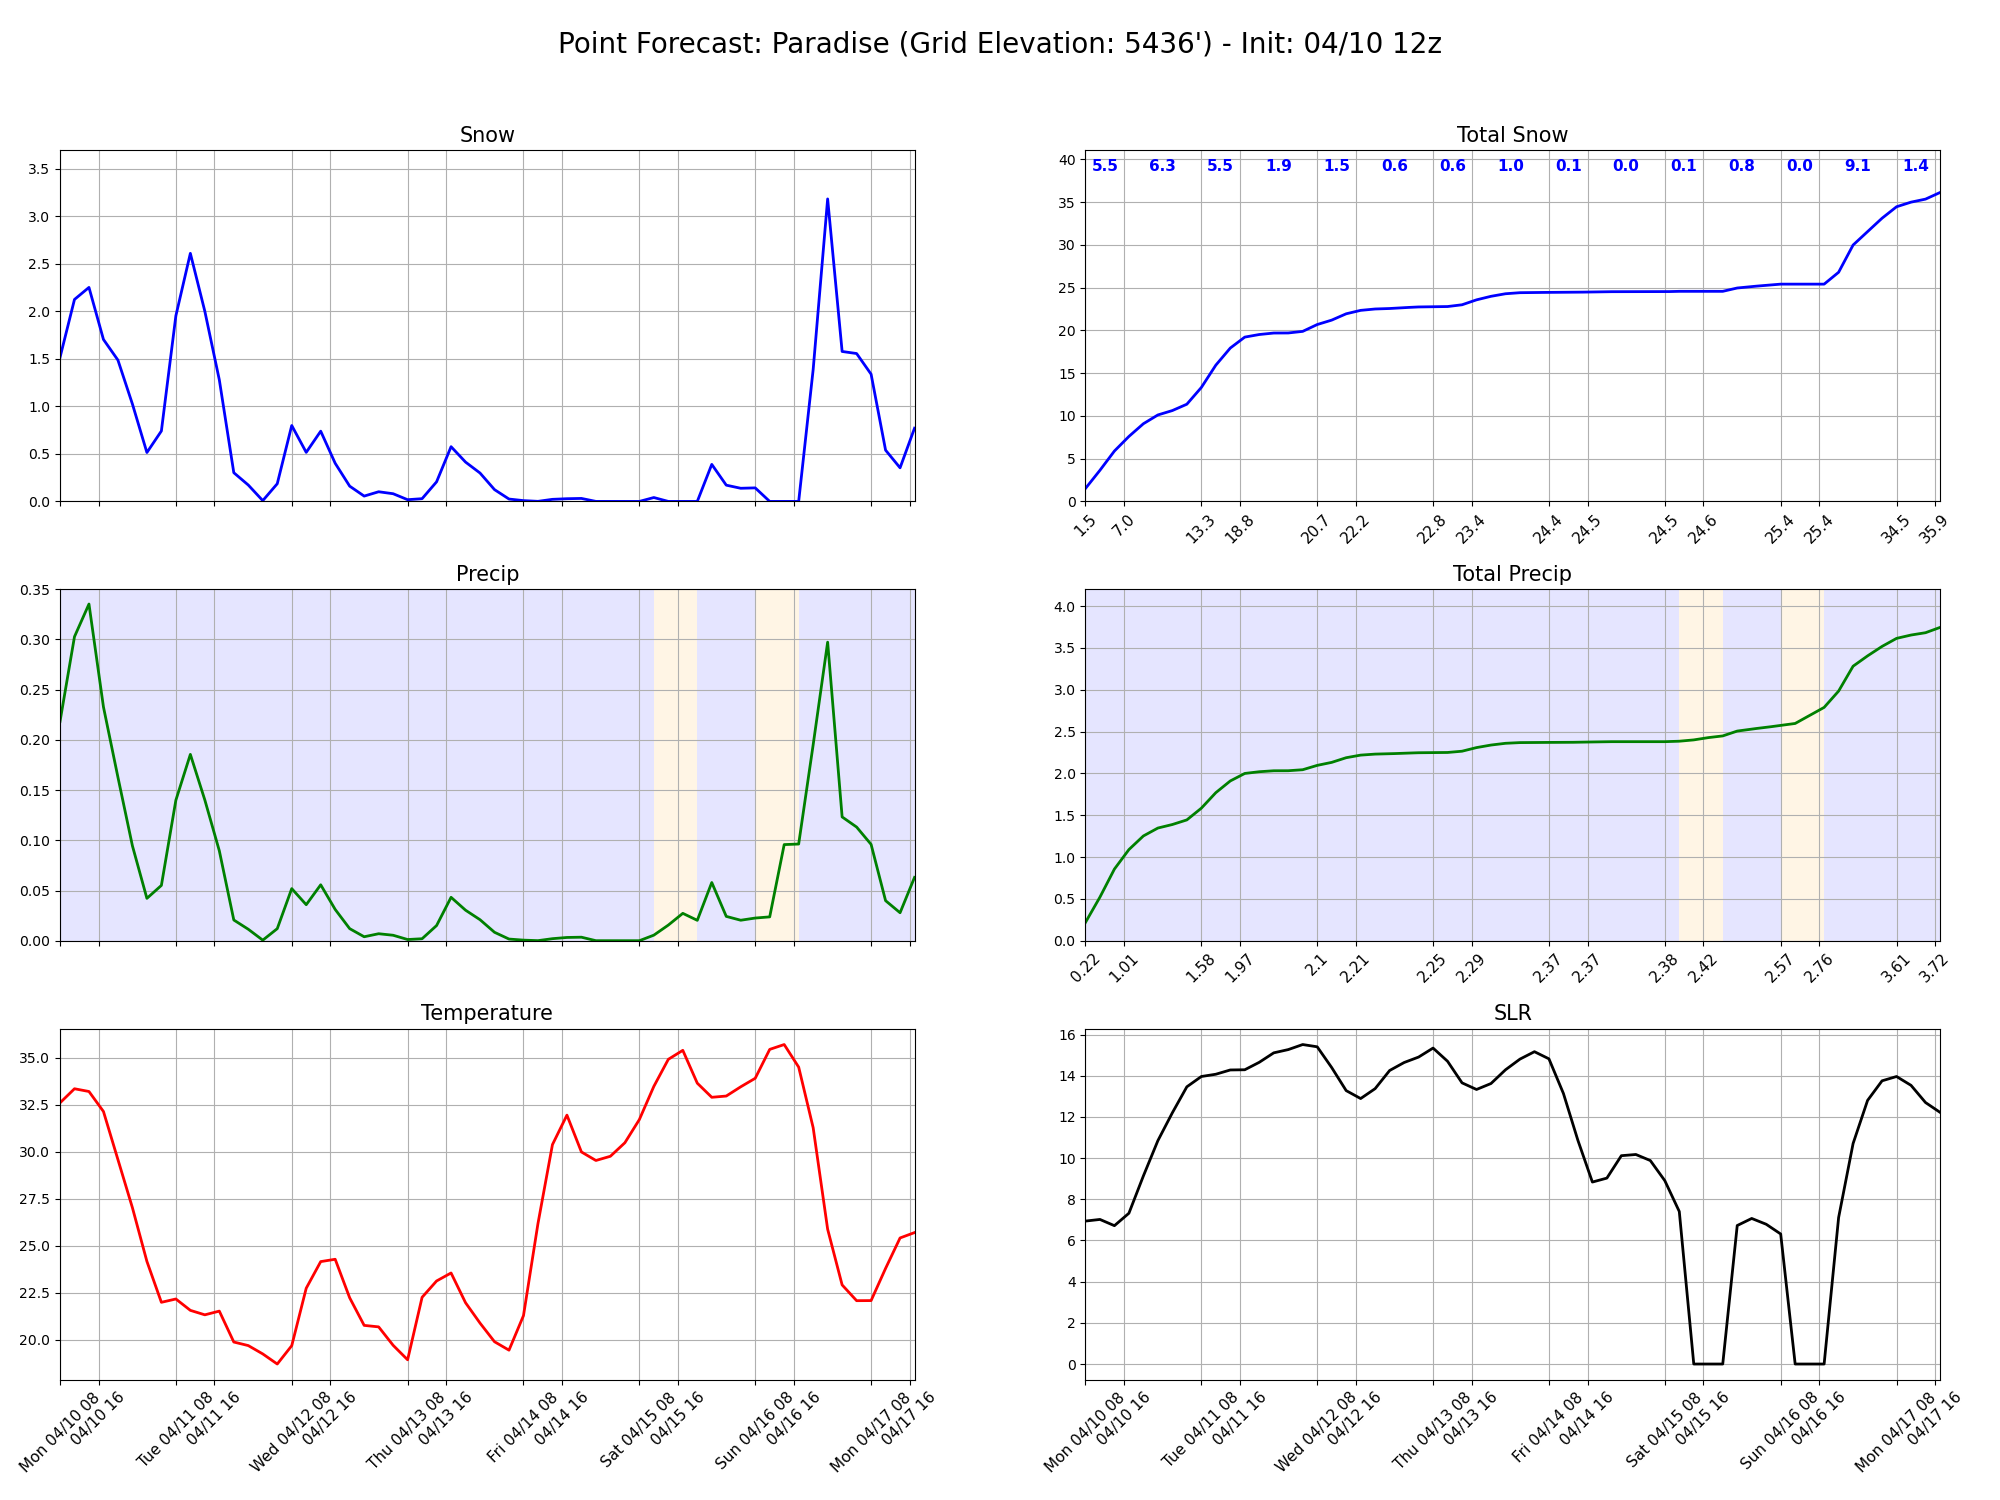 Point Forecast: Paradise (Grid Elevation: 5436') - Init: 04/10 12z
Snow
3.5
3.0
2.5
2.0
1.5
1.0
0.5
0.0
Total Snow
5.5 6.3 5.5 1.9 1.5 0.6 0.6 1.0 0.1 0.0 0.1 0.8 0.0 9.1 1.4
40
35
30
25
20
15
10
5
0
1.5 7.0 13.3 18.8 20.7 22.2 22.8 23.4 24.4 24.5 24.5 24.6 25.4 25.4 34.5 35.9
Precip
0.35
0.30
0.25
0.20
0.15
0.10
0.05
0.00
Total Precip
4.0
3.5
3.0
2.5
2.0
1.5
1.0
0.5
0.0
0.22 1.01 1.58 1.97 2.1 2.21 2.25 2.29 2.37 2.37 2.38 2.42 2.57 2.76 3.61 3.72
Temperature
35.0
32.5
30.0
27.5
25.0
22.5
20.0
Mon 04/10 08
04/10 16
Tue 04/11 08
04/11 16
Wed 04/12 08
04/12 16
Thu 04/13 08
04/13 16
Fri 04/14 08
04/14 16
Sat 04/15 08
04/15 16
Sun 04/16 08
04/16 16
Mon 04/17 08
04/17 16
SLR
16
14
12
10
8
6
4
2
0
Mon 04/10 08
04/10 16
Tue 04/11 08
04/11 16
Wed 04/12 08
04/12 16
Thu 04/13 08
04/13 16
Fri 04/14 08
04/14 16
Sat 04/15 08
04/15 16
Sun 04/16 08
04/16 16
Mon 04/17 08
04/17 16